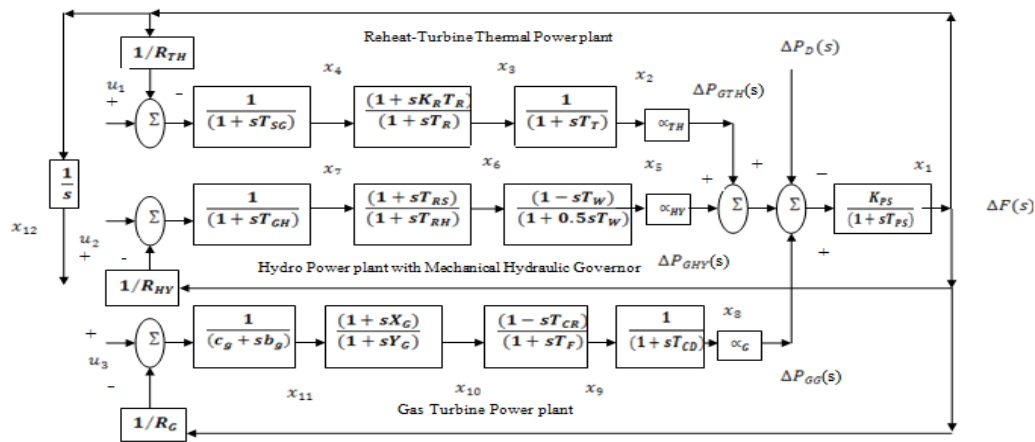 1/R_TH
Reheat-Turbine Thermal Powerplant
ΔP_D(s)
x_4
x_3
x_2
ΔP_GTH(s)
u_1
+
-
Σ
1/(1 + sT_SG)
(1 + sK_R T_R)/(1 + sT_R)
1/(1 + sT_T)
∝_TH
1/s
x_7
x_6
x_5
+
+
-
x_1
x_12
u_2
+
-
Σ
1/(1 + sT_GH)
(1 + sT_RS)/(1 + sT_RH)
(1 - sT_W)/(1 + 0.5sT_W)
∝_HY
Σ
Σ
+
K_PS/(1 + sT_PS)
ΔF(s)
Hydro Power plant with Mechanical Hydraulic Governor
ΔP_GHY(s)
1/R_HY
+
u_3
-
Σ
1/(c_g + sb_g)
(1 + sX_G)/(1 + sY_G)
(1 - sT_CR)/(1 + sT_F)
1/(1 + sT_CD)
x_8
∝_G
ΔP_GG(s)
x_11
x_10
x_9
Gas Turbine Power plant
1/R_G